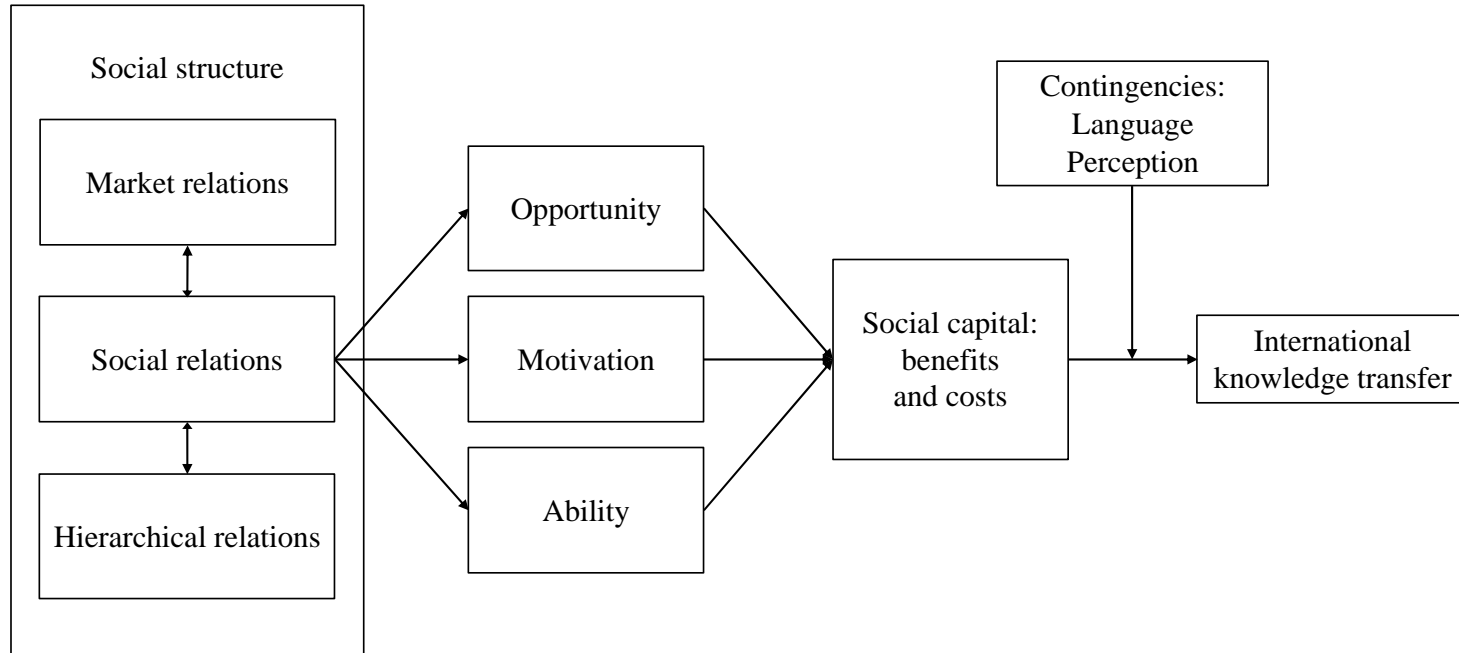 Social structure
Market relations
Social relations
Hierarchical relations
Opportunity
Motivation
Ability
Social capital:
benefits
and costs
Contingencies:
Language
Perception
International
knowledge transfer